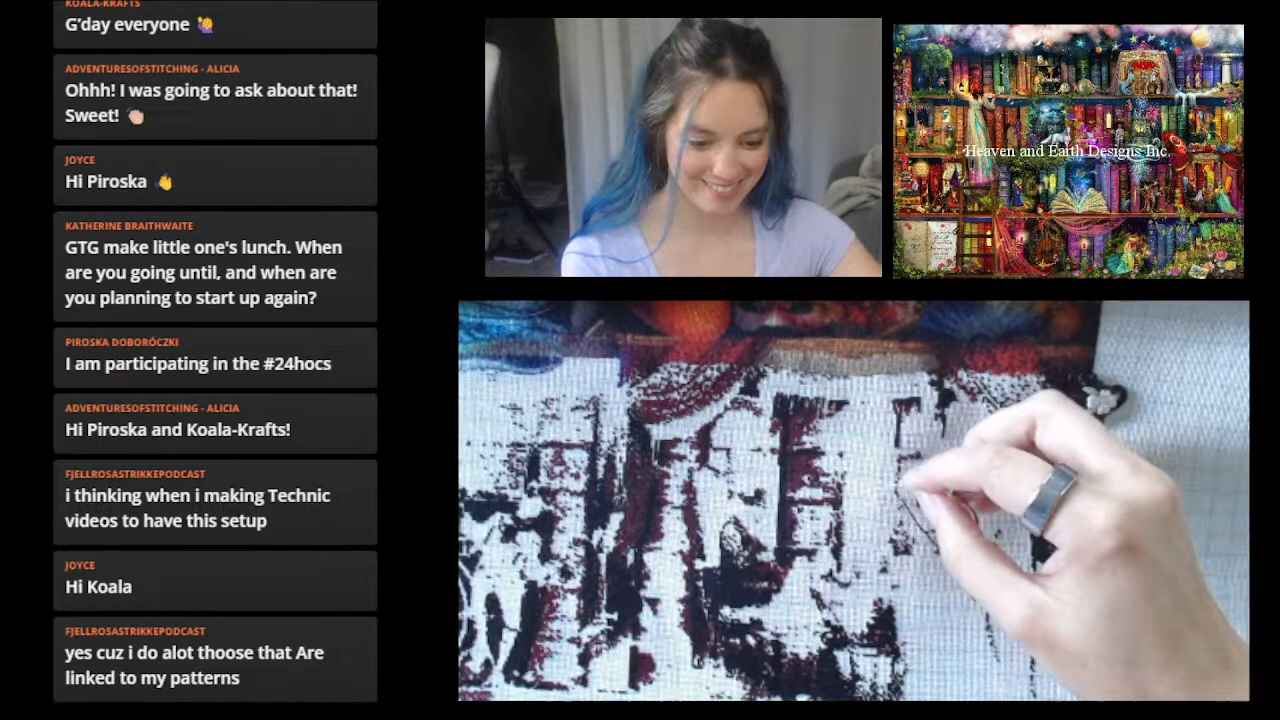 KOALA-KRAFTS
G'day everyone 🙋
ADVENTURESOFSTITCHING - ALICIA
Ohhh! I was going to ask about that!
Sweet! 👏
JOYCE
Hi Piroska 👋
KATHERINE BRAITHWAITE
GTG make little one's lunch. When
are you going until, and when are
you planning to start up again?
PIROSKA DOBORÓCZKI
I am participating in the #24hocs
ADVENTURESOFSTITCHING - ALICIA
Hi Piroska and Koala-Krafts!
FJELLROSASTRIKKEPODCAST
i thinking when i making Technic
videos to have this setup
JOYCE
Hi Koala
FJELLROSASTRIKKEPODCAST
yes cuz i do alot thoose that Are
linked to my patterns
Heaven and Earth Designs Inc